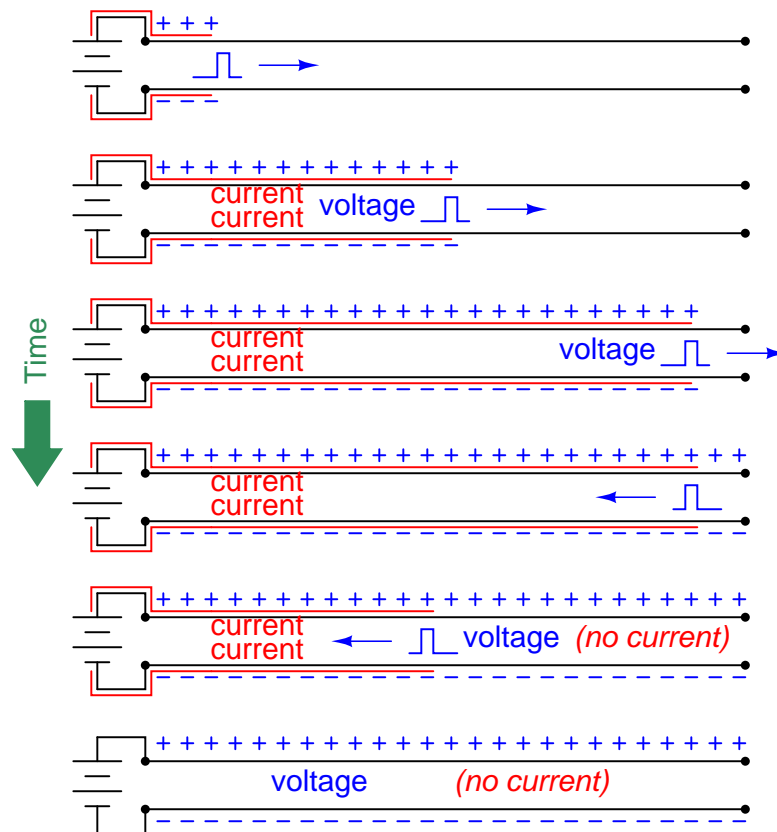 + + +
− − −
+ + + + + + + + + + + + +
current
current voltage
− − − − − − − − − − − − −
+ + + + + + + + + + + + + + + + + + + + + + +
current
current voltage
− − − − − − − − − − − − − − − − − − − − − − −
Time
+ + + + + + + + + + + + + + + + + + + + + + + + +
current
current
− − − − − − − − − − − − − − − − − − − − − − − − −
+ + + + + + + + + + + + + + + + + + + + + + + + +
current
current voltage (no current)
− − − − − − − − − − − − − − − − − − − − − − − − −
+ + + + + + + + + + + + + + + + + + + + + + + + +
voltage (no current)
− − − − − − − − − − − − − − − − − − − − − − − − −